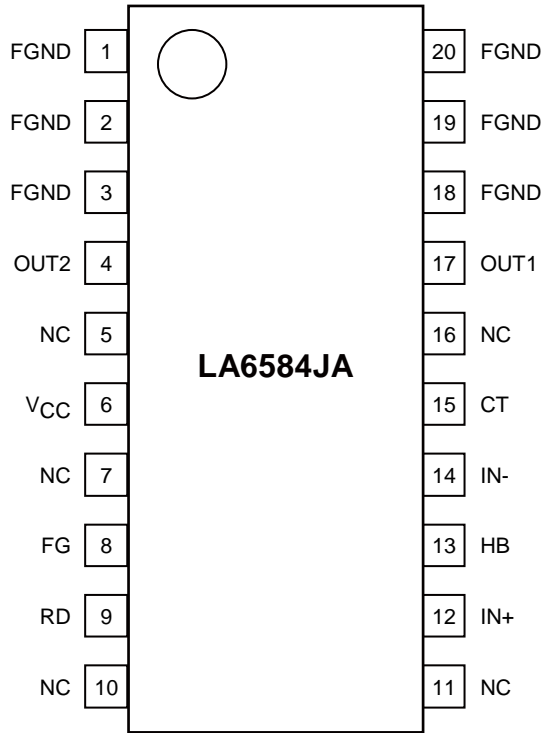 FGND 1 20 FGND
FGND 2 19 FGND
FGND 3 18 FGND
OUT2 4 17 OUT1
NC 5 16 NC
LA6584JA
VCC 6 15 CT
NC 7 14 IN-
FG 8 13 HB
RD 9 12 IN+
NC 10 11 NC